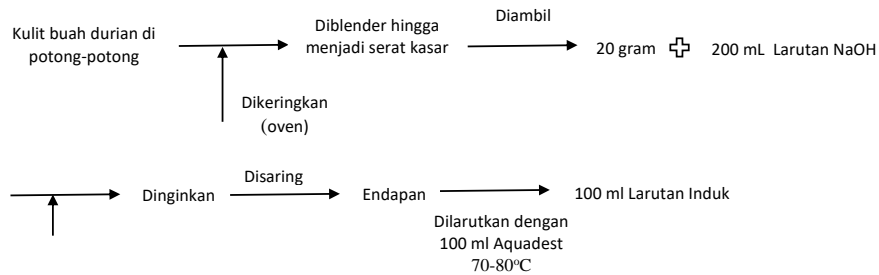 Kulit buah durian di
potong-potong
Dikeringkan
(oven)
Diblender hingga
menjadi serat kasar
Diambil
20 gram
200 mL Larutan NaOH
Dinginkan
Disaring
Endapan
Dilarutkan dengan
100 ml Aquadest
70-80°C
100 ml Larutan Induk